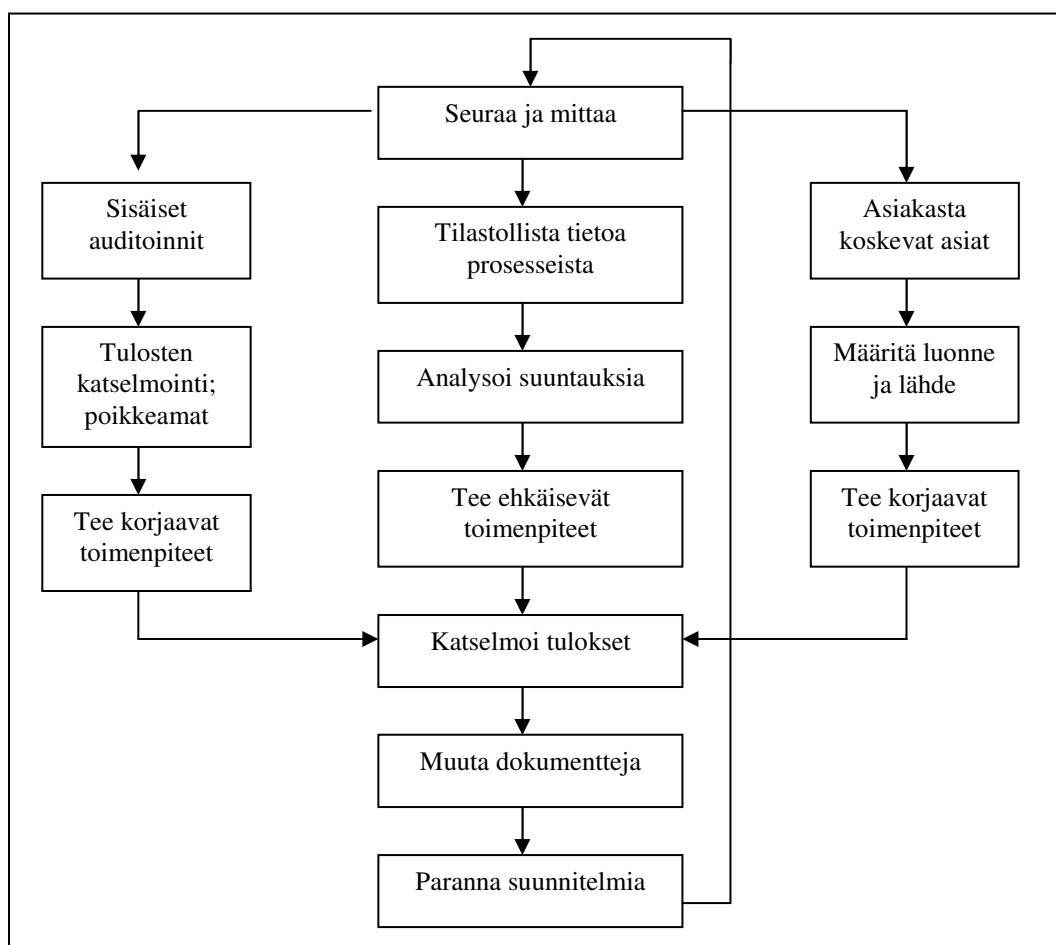 Seuraa ja mittaa
Sisäiset
auditoinnit
Tulosten
katselmointi;
poikkeamat
Tee korjaavat
toimenpiteet
Tilastollista tietoa
prosesseista
Analysoi suuntauksia
Tee ehkäisevät
toimenpiteet
Asiakasta
koskevat asiat
Määritä luonne
ja lähde
Tee korjaavat
toimenpiteet
Katselmoi tulokset
Muuta dokumentteja
Paranna suunnitelmia